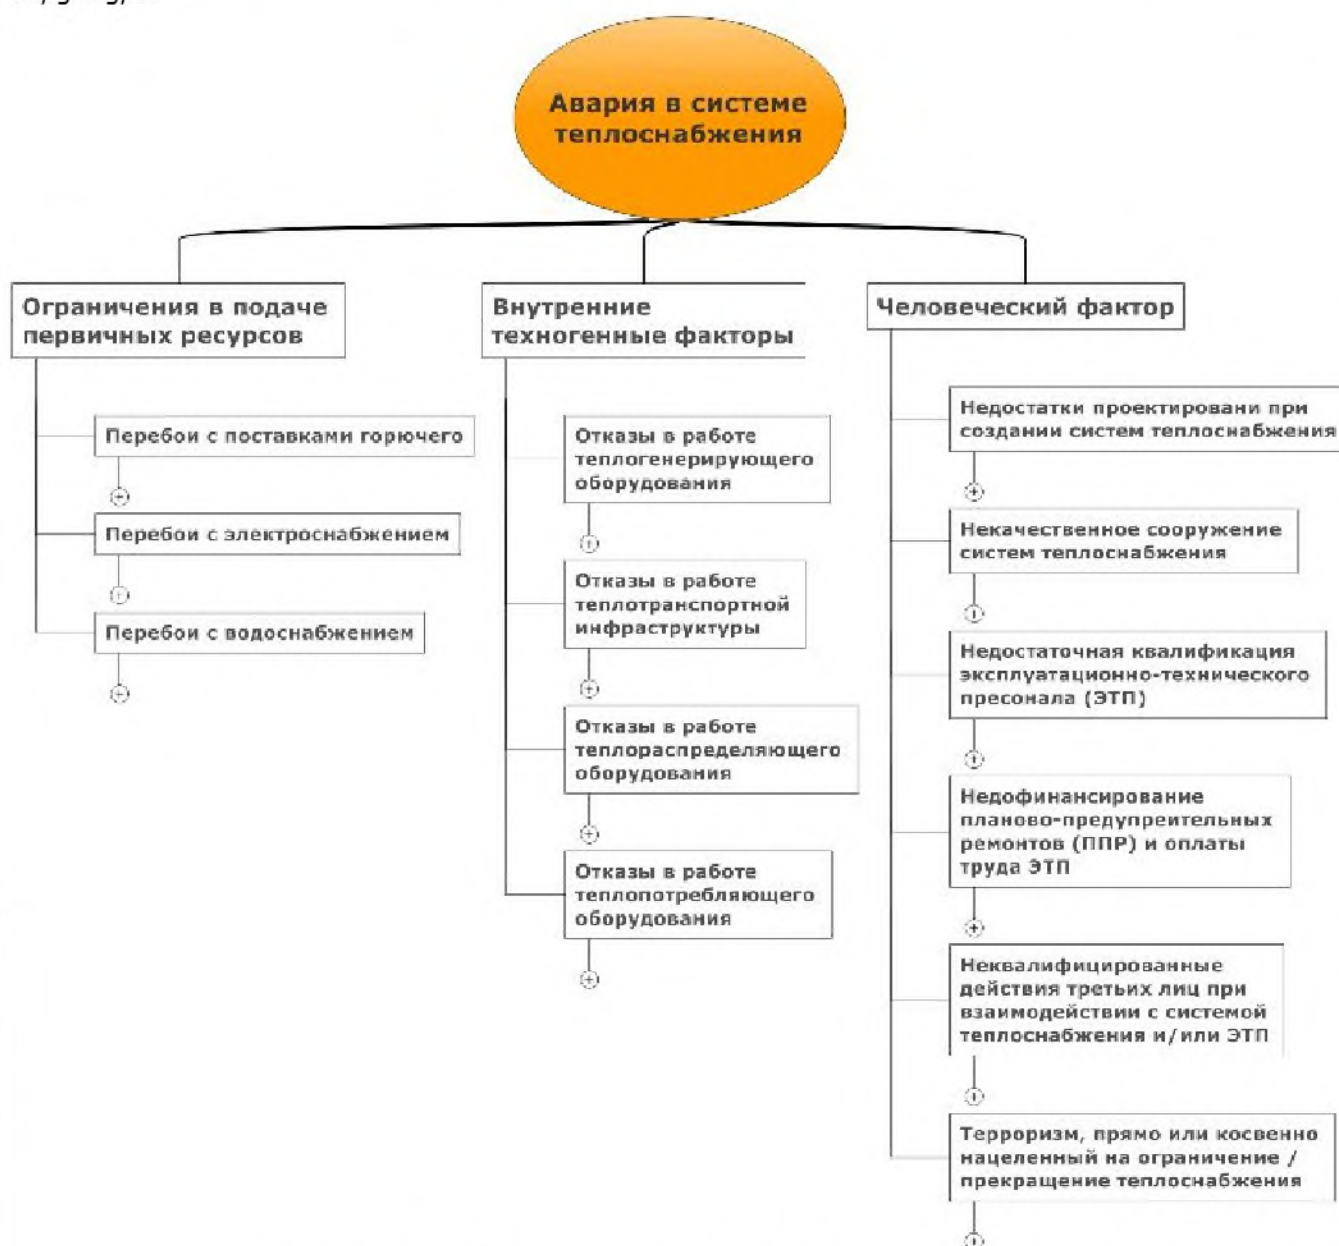 Авария в системе
теплоснабжения
Ограничения в подаче
первичных ресурсов
Перебои с поставками горючего
Перебои с электроснабжением
Перебои с водоснабжением
Внутренние
техногенные факторы
Отказы в работе
теплогенерирующего
оборудования
Отказы в работе
теплотранспортной
инфраструктуры
Отказы в работе
теплораспределяющего
оборудования
Отказы в работе
теплопотребляющего
оборудования
Человеческий фактор
Недостатки проектировани при
создании систем теплоснабжения
Некачественное сооружение
систем теплоснабжения
Недостаточная квалификация
эксплуатационно-технического
пресонала (ЭТП)
Недофинансирование
планово-предупреительных
ремонтов (ППР) и оплаты
труда ЭТП
Неквалифицированные
действия третьих лиц при
взаимодействии с системой
теплоснабжения и/или ЭТП
Терроризм, прямо или косвенно
нацеленный на ограничение /
прекращение теплоснабжения